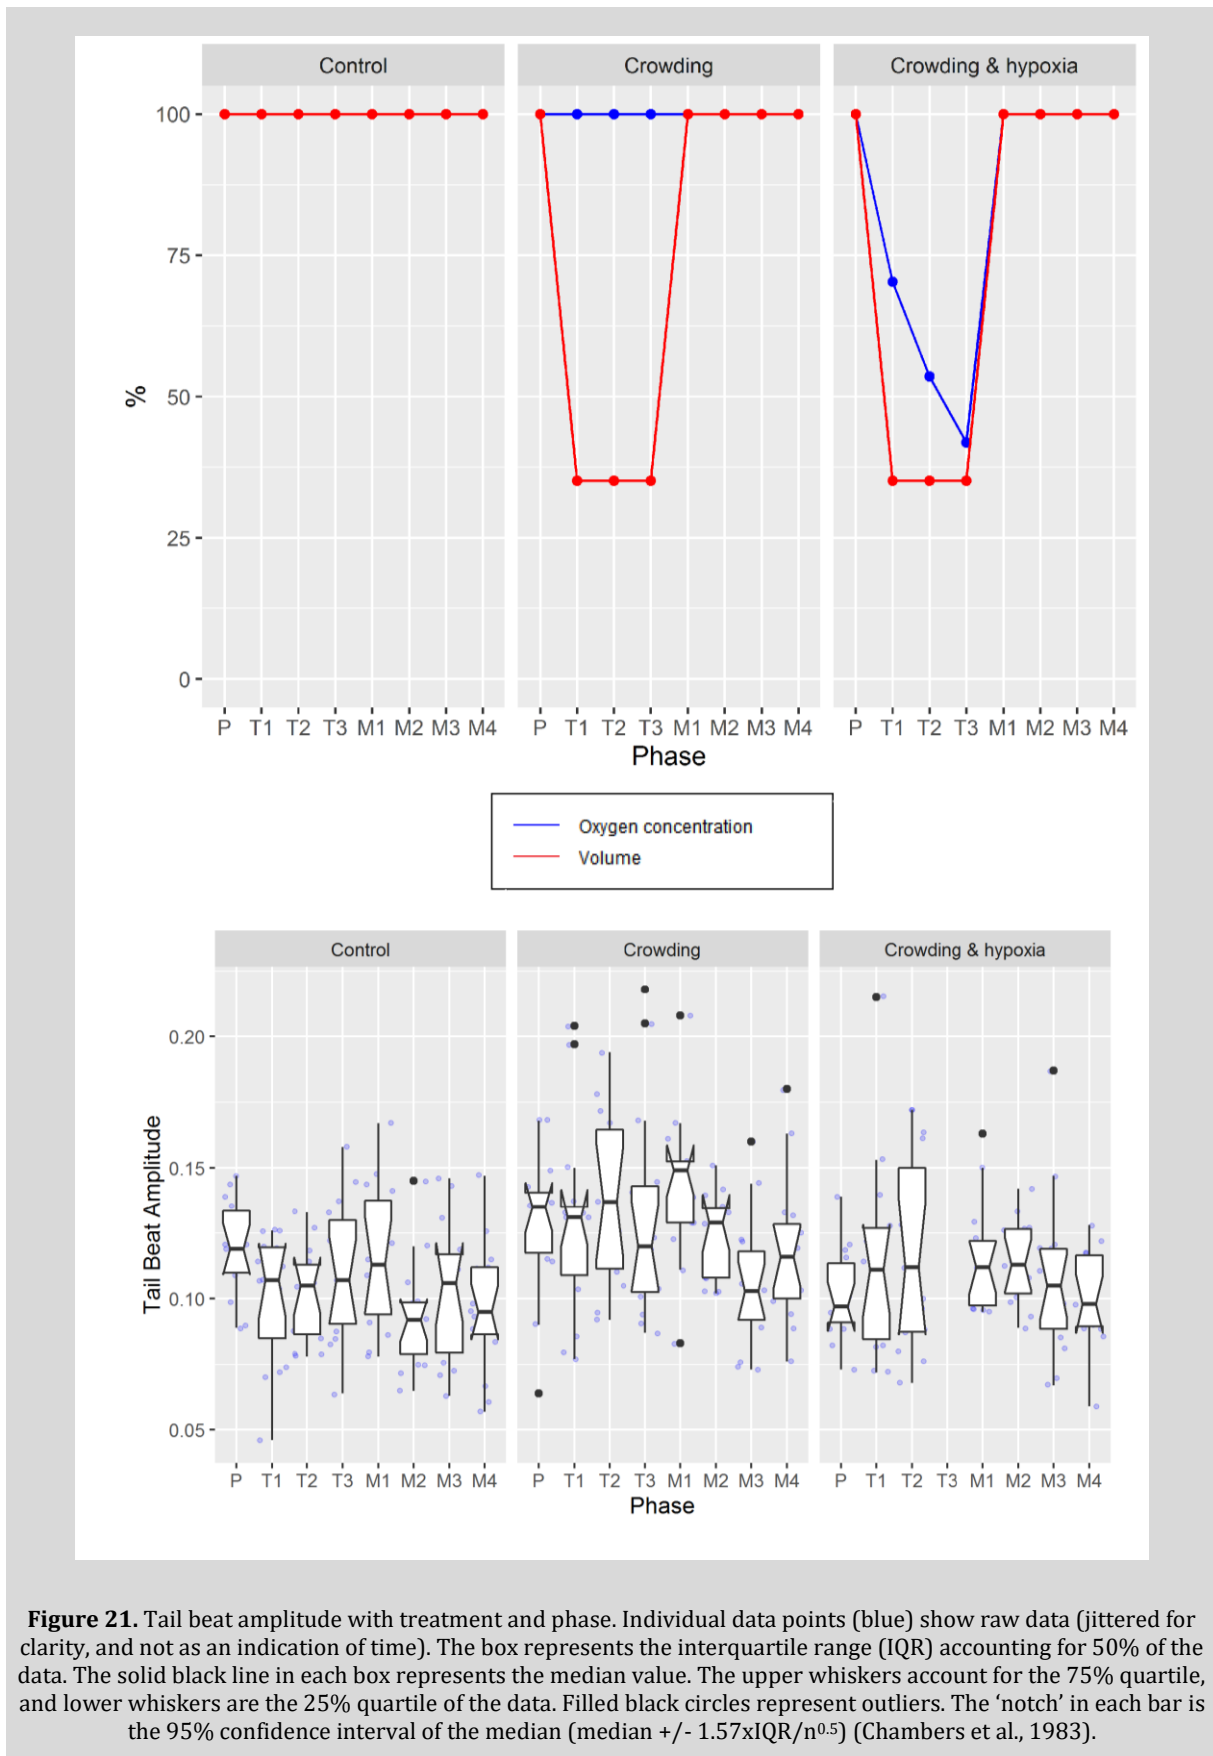 Control Crowding Crowding & hypoxia
100
75
50
25
0
%
P T1 T2 T3 M1 M2 M3 M4 P T1 T2 T3 M1 M2 M3 M4 P T1 T2 T3 M1 M2 M3 M4
Phase
Oxygen concentration
Volume
Control Crowding Crowding & hypoxia
0.20
0.15
0.10
0.05
Tail Beat Amplitude
P T1 T2 T3 M1 M2 M3 M4 P T1 T2 T3 M1 M2 M3 M4 P T1 T2 T3 M1 M2 M3 M4
Phase
Figure 21. Tail beat amplitude with treatment and phase. Individual data points (blue) show raw data (jittered for
clarity, and not as an indication of time). The box represents the interquartile range (IQR) accounting for 50% of the
data. The solid black line in each box represents the median value. The upper whiskers account for the 75% quartile,
and lower whiskers are the 25% quartile of the data. Filled black circles represent outliers. The ‘notch’ in each bar is
the 95% confidence interval of the median (median +/- 1.57xIQR/n0.5) (Chambers et al., 1983).